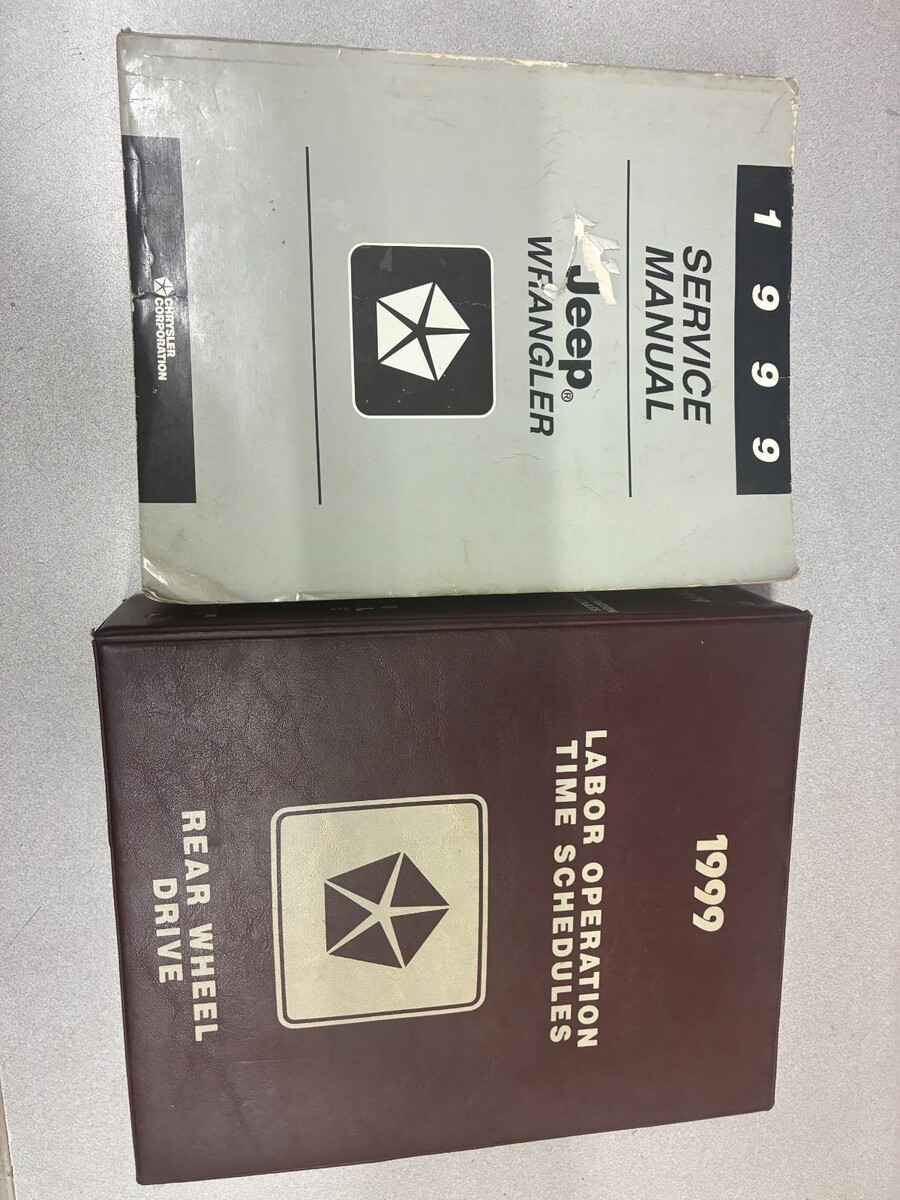 1999
SERVICE
MANUAL
Jeep®
WRANGLER
CHRYSLER
CORPORATION
1999
LABOR OPERATION
TIME SCHEDULES
REAR WHEEL
DRIVE